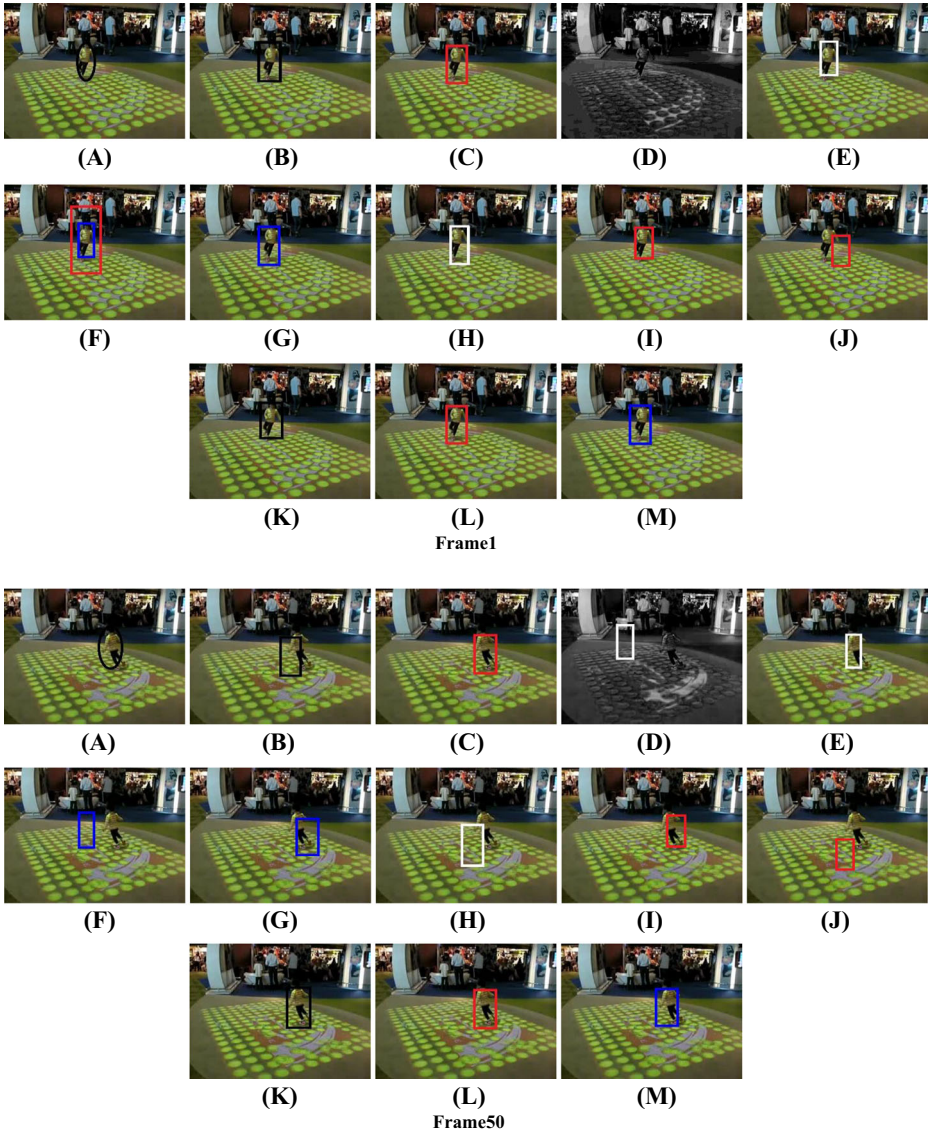 (A) (B) (C) (D) (E)
(F) (G) (H) (I) (J)
(K) (L) (M)
Frame1
(A) (B) (C) (D) (E)
(F) (G) (H) (I) (J)
(K) (L) (M)
Frame50